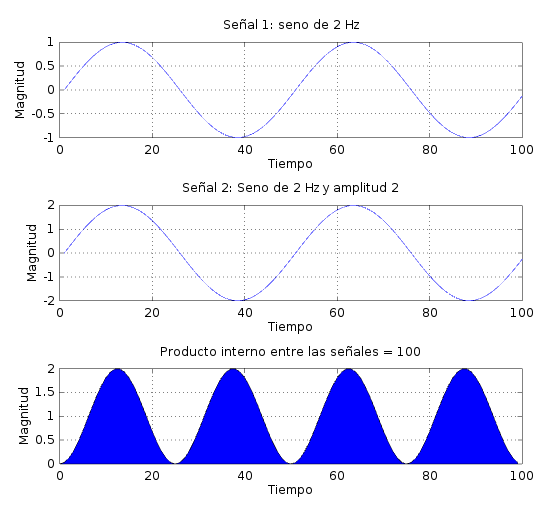 Señal 1: seno de 2 Hz
1
0.5
0
-0.5
-1
Magnitud
0 20 40 60 80 100
Tiempo
Señal 2: Seno de 2 Hz y amplitud 2
2
1
0
-1
-2
Magnitud
0 20 40 60 80 100
Tiempo
Producto interno entre las señales = 100
2
1.5
1
0.5
0
Magnitud
0 20 40 60 80 100
Tiempo